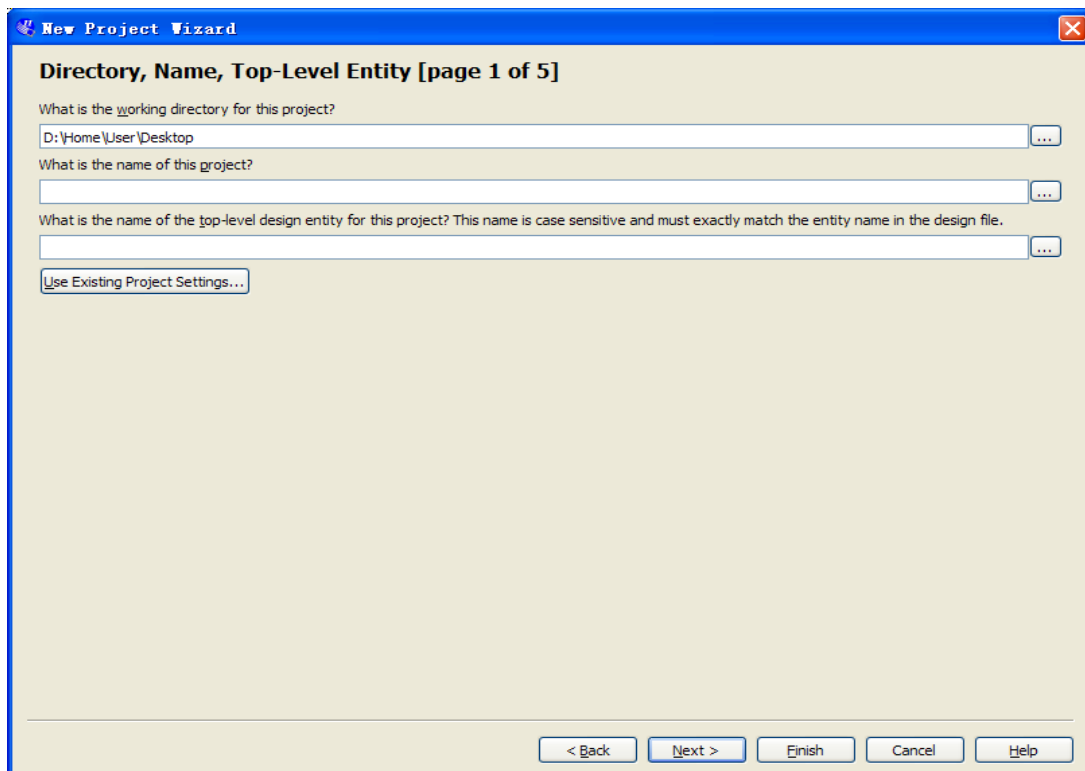 New Project Wizard
Directory, Name, Top-Level Entity [page 1 of 5]
What is the working directory for this project?
D:\Home\User\Desktop
...
What is the name of this project?
...
What is the name of the top-level design entity for this project? This name is case sensitive and must exactly match the entity name in the design file.
...
Use Existing Project Settings...
< Back Next > Finish Cancel Help